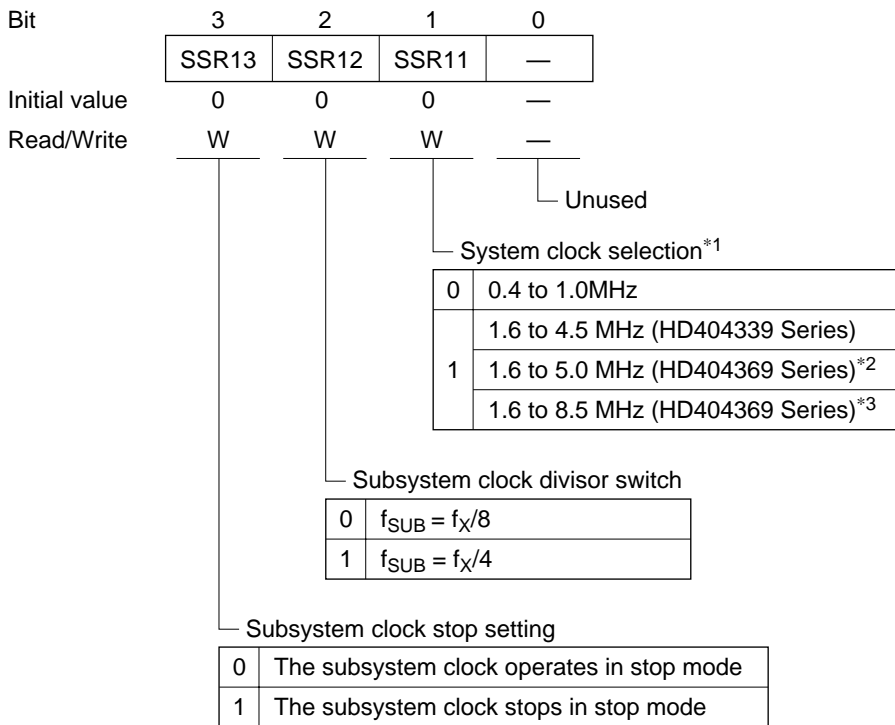 Bit 3 2 1 0
SSR13 SSR12 SSR11 —
Initial value 0 0 0 —
Read/Write W W W —
Unused
System clock selection*1
0 0.4 to 1.0MHz
1.6 to 4.5 MHz (HD404339 Series)
1 1.6 to 5.0 MHz (HD404369 Series)*2
1.6 to 8.5 MHz (HD404369 Series)*3
Subsystem clock divisor switch
0 fSUB = fX/8
1 fSUB = fX/4
Subsystem clock stop setting
0 The subsystem clock operates in stop mode
1 The subsystem clock stops in stop mode